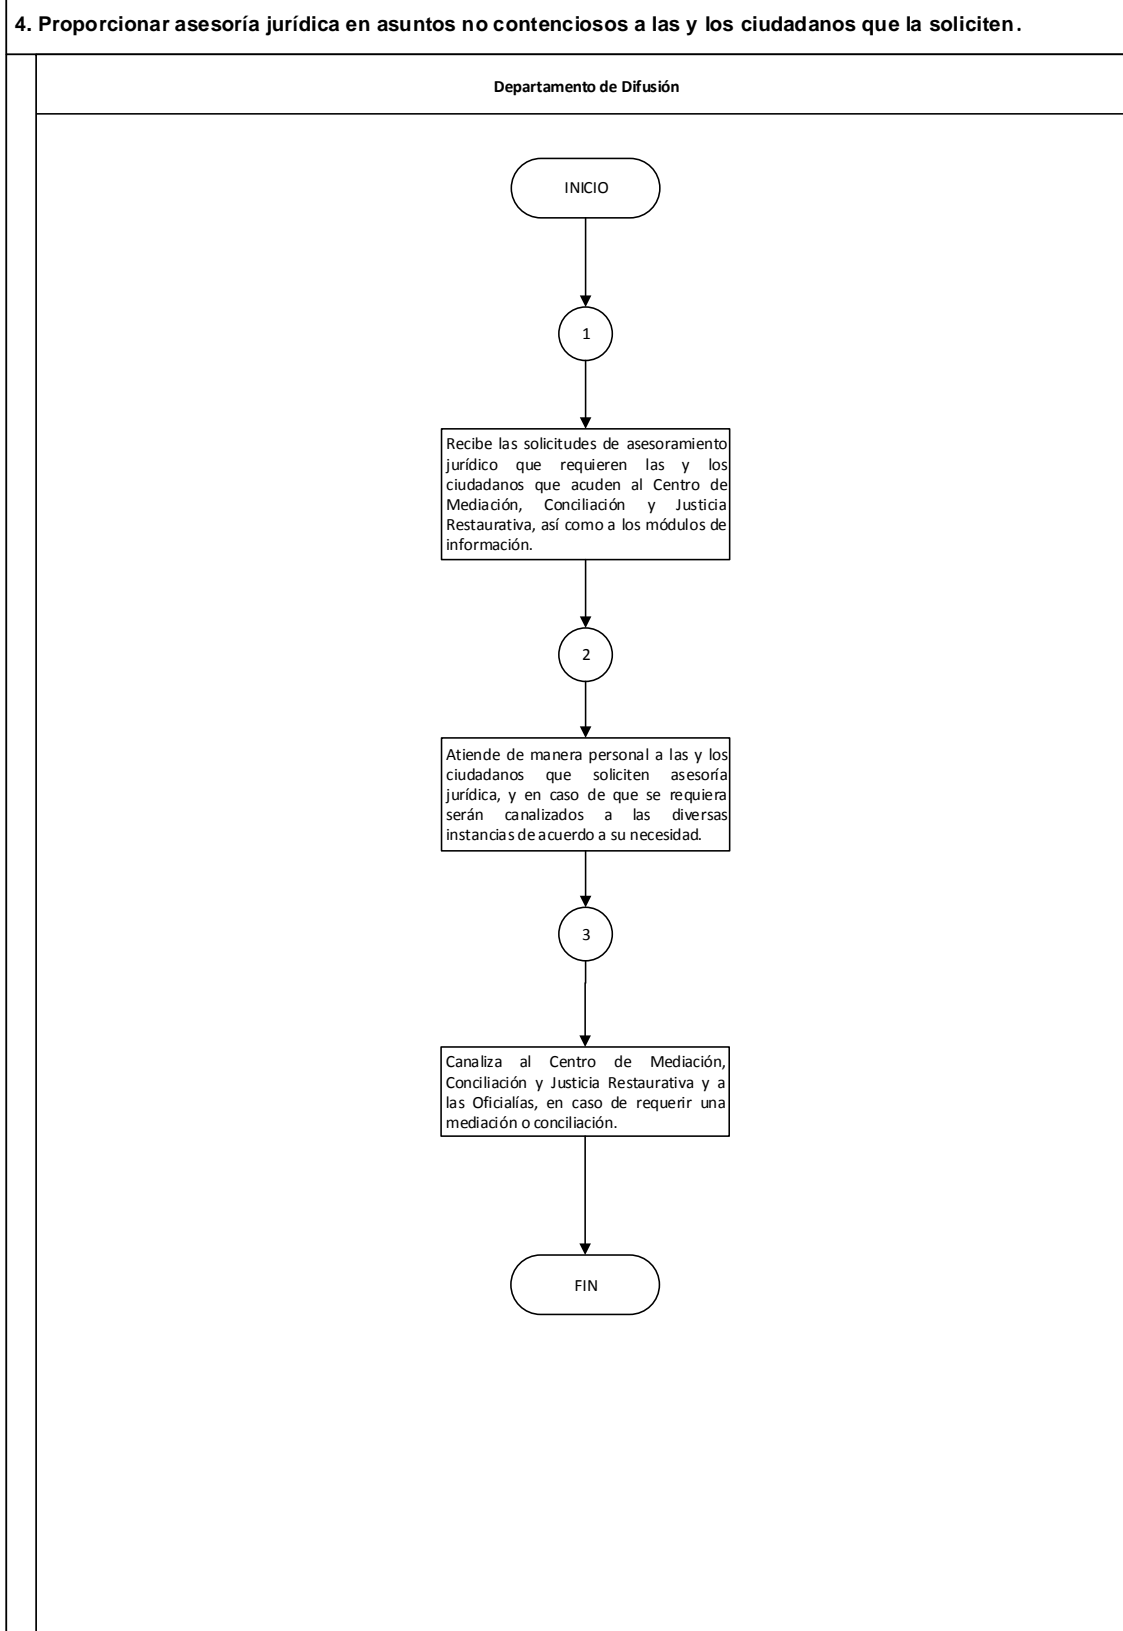 4. Proporcionar asesoría jurídica en asuntos no contenciosos a las y los ciudadanos que la soliciten.
Departamento de Difusión
INICIO
1
Recibe las solicitudes de asesoramiento
jurídico que requieren las y los
ciudadanos que acuden al Centro de
Mediación, Conciliación y Justicia
Restaurativa, así como a los módulos de
información.
2
Atiende de manera personal a las y los
ciudadanos que soliciten asesoría
jurídica, y en caso de que se requiera
serán canalizados a las diversas
instancias de acuerdo a su necesidad.
3
Canaliza al Centro de Mediación,
Conciliación y Justicia Restaurativa y a
las Oficialías, en caso de requerir una
mediación o conciliación.
FIN